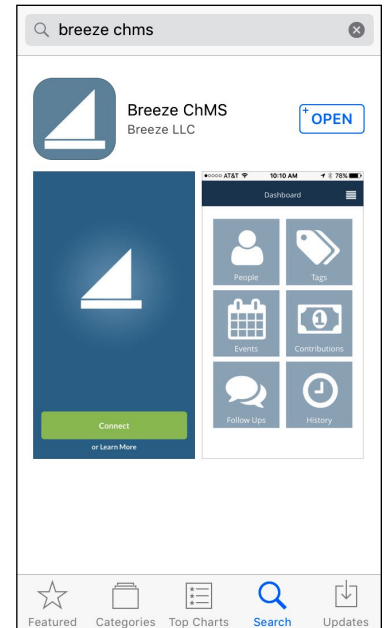 breeze chms
Breeze ChMS
Breeze LLC
+OPEN
Connect
or Learn More
AT&T 10:10 AM 78%
Dashboard
People Tags
1
Events Contributions
Follow Ups History
Featured Categories Top Charts Search Updates